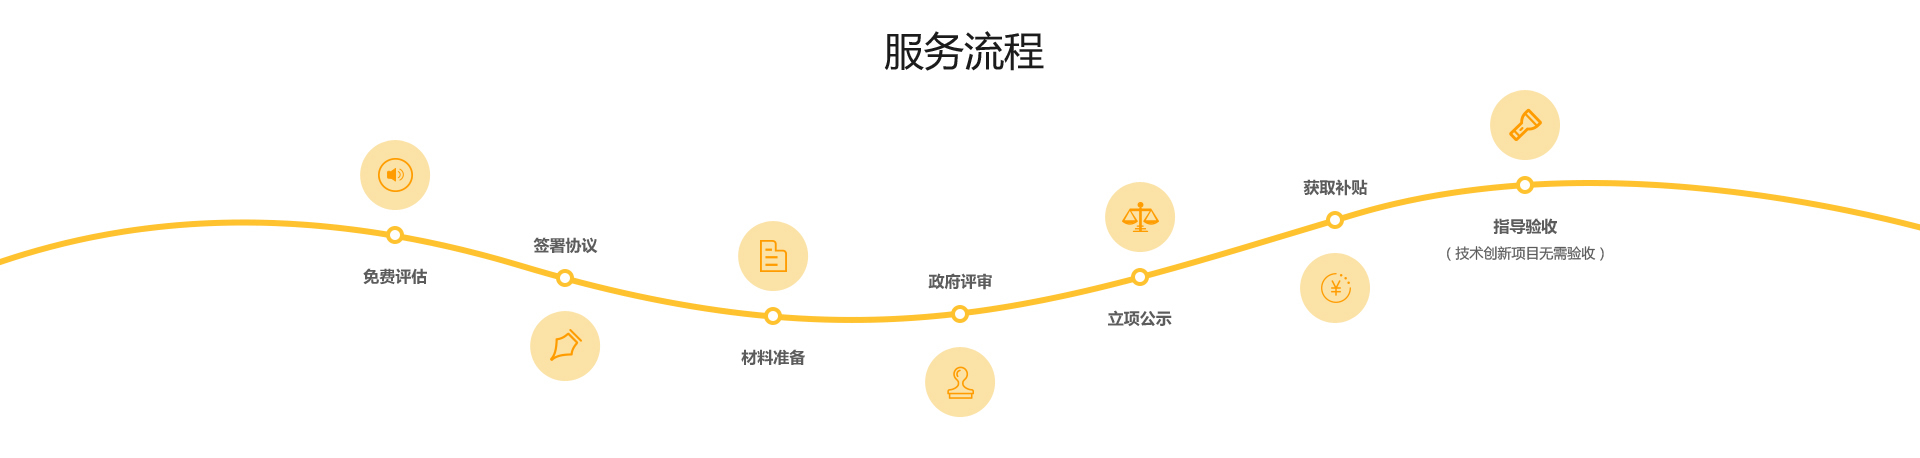 服务流程
免费评估
签署协议
材料准备
政府评审
立项公示
获取补贴
指导验收
（技术创新项目无需验收）